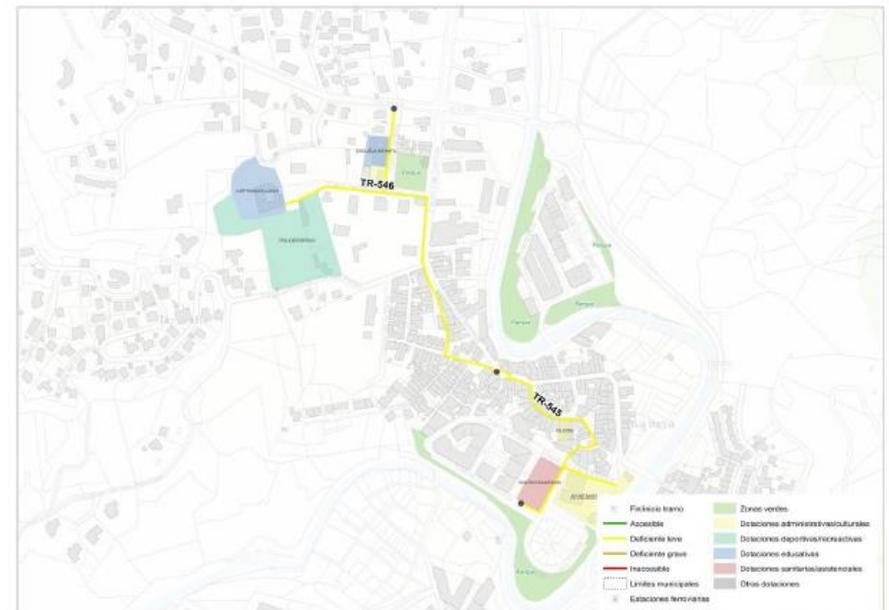 TR-546
Parque
Parque
Parque
TR-545
Fin/inicio tramo
Accesible
Deficiente leve
Deficiente grave
Inaccesible
Límites municipales
Estaciones ferroviarias
Zonas verdes
Dotaciones administrativas/culturales
Dotaciones deportivas/recreativas
Dotaciones educativas
Dotaciones sanitarias/asistenciales
Otras dotaciones
Parque